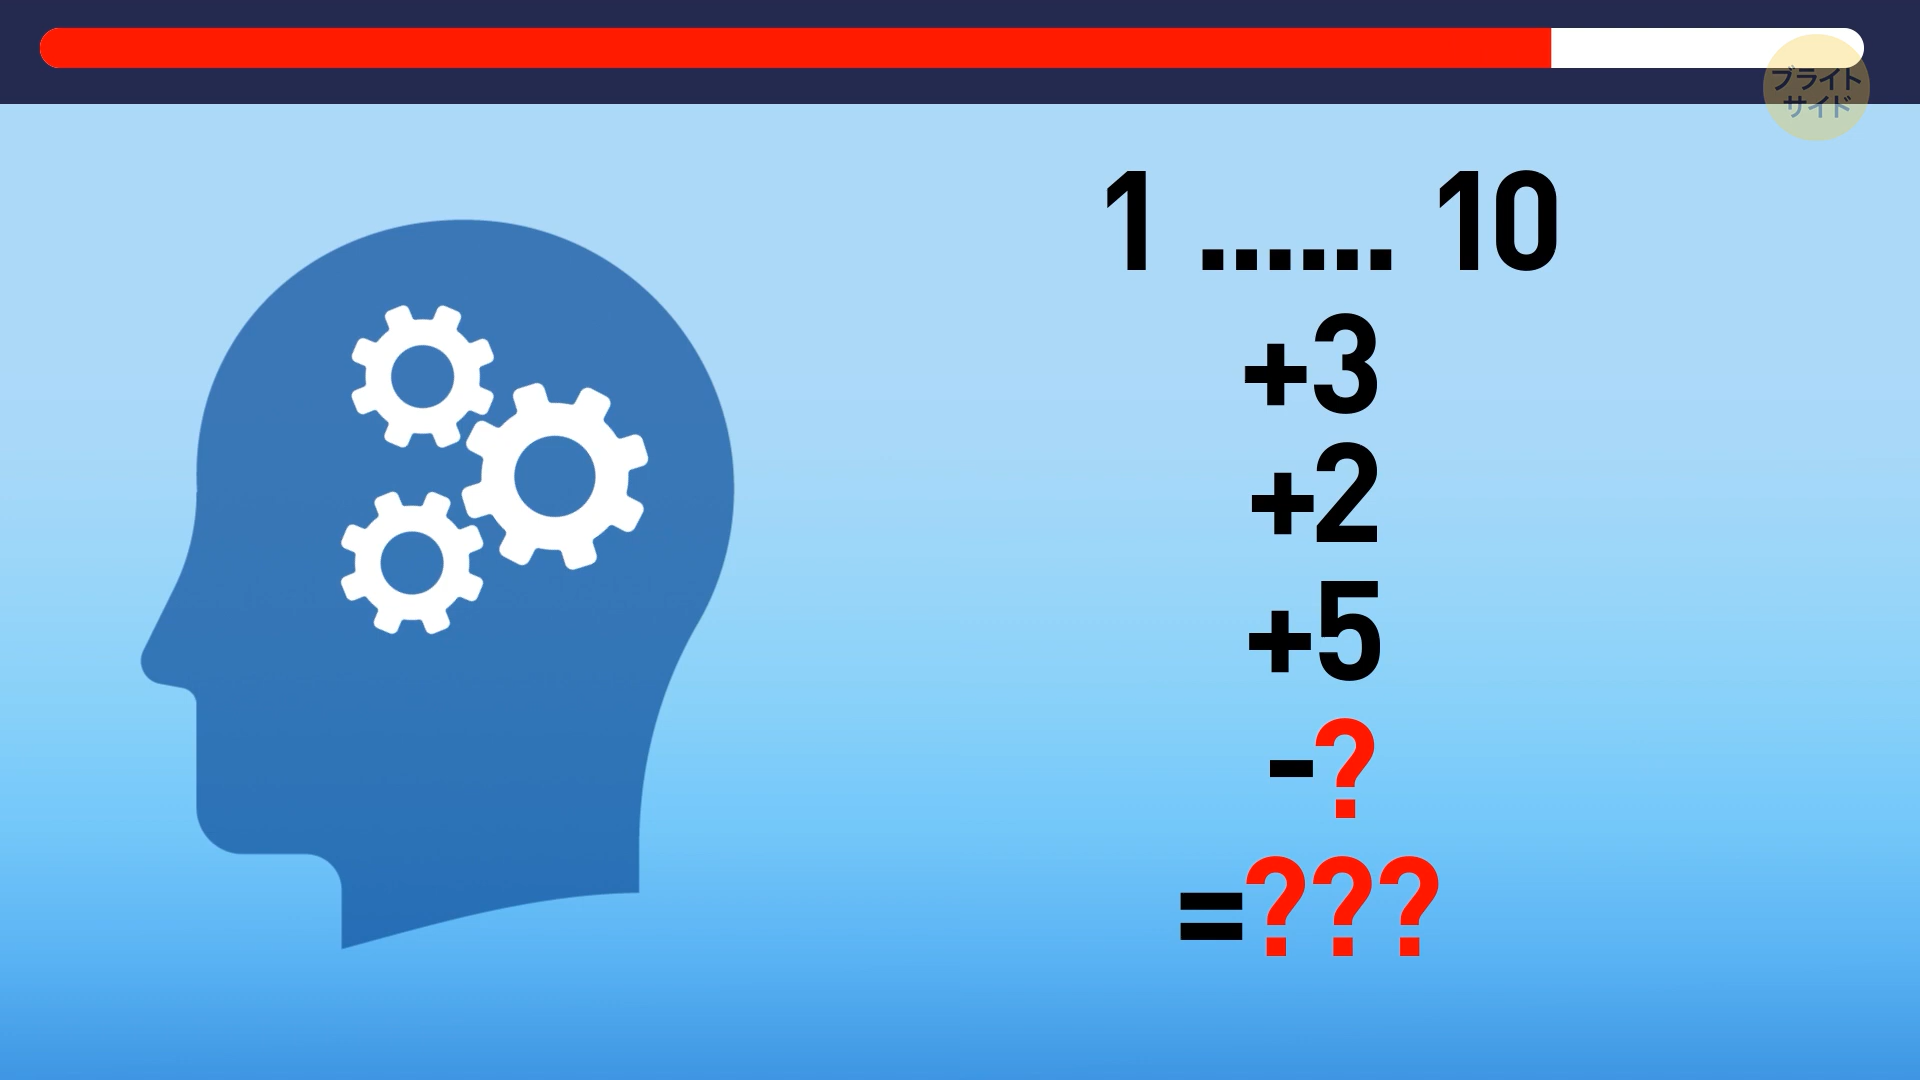 ブライト
サイド
1 ...... 10
+3
+2
+5
-?
=???